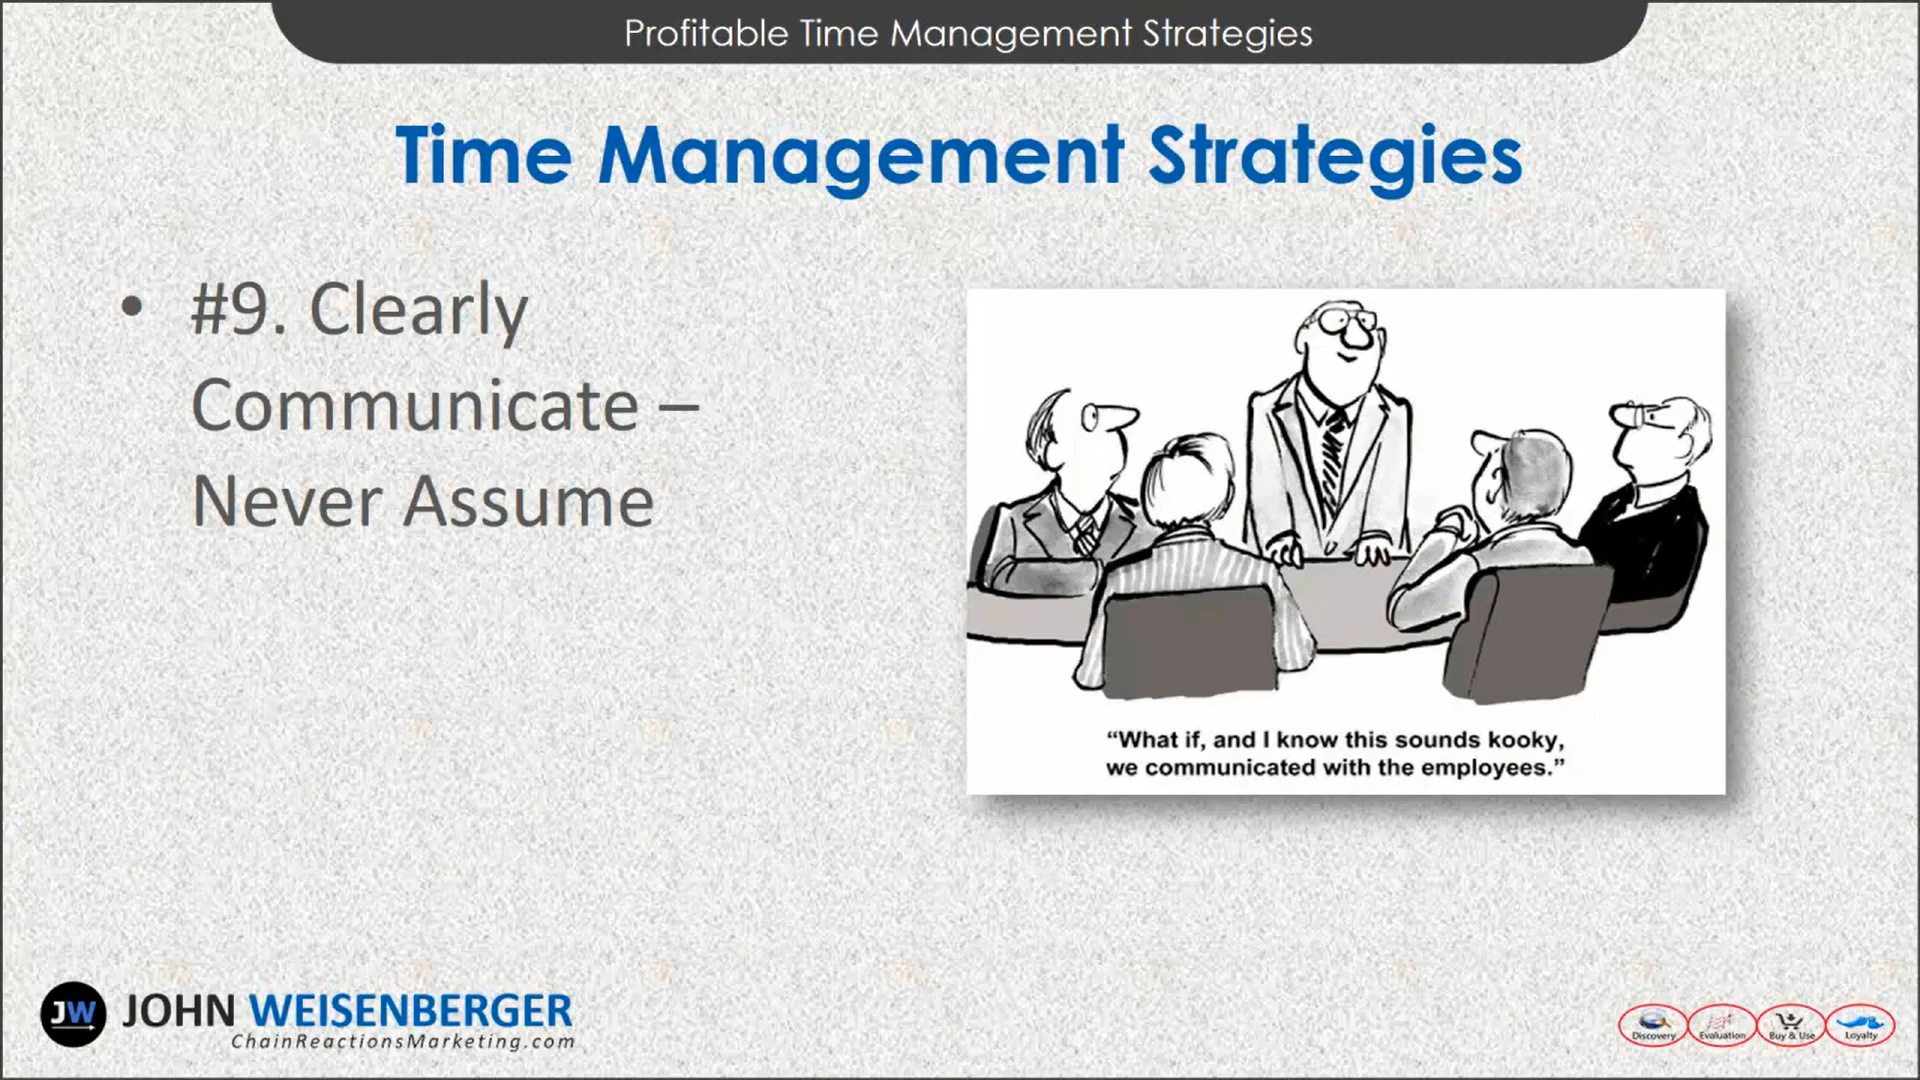 Profitable Time Management Strategies
Time Management Strategies
• #9. Clearly
Communicate –
Never Assume
“What if, and I know this sounds kooky,
we communicated with the employees.”
JW JOHN WEISENBERGER
ChainReactionsMarketing.com
Discovery Evaluation Buy & Use Loyalty